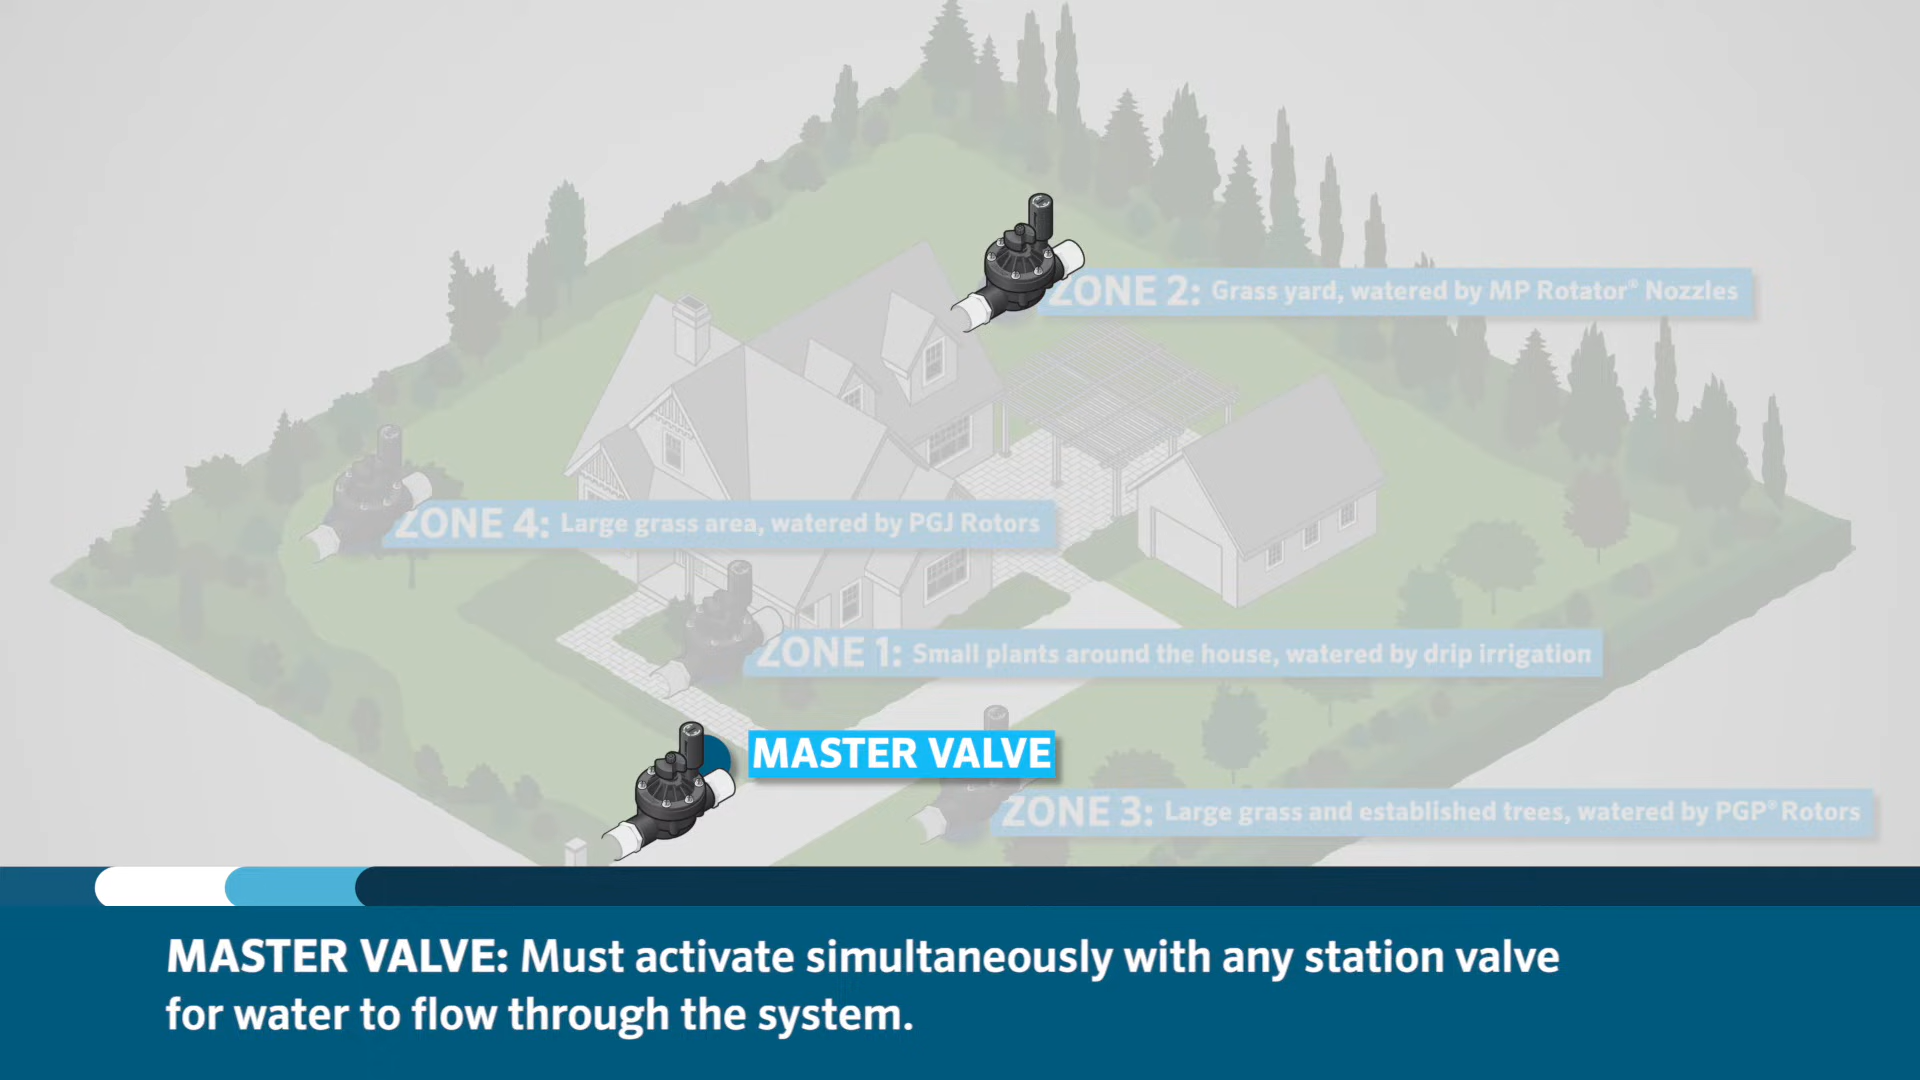 ZONE 2: Grass yard, watered by MP Rotator® Nozzles
ZONE 4: Large grass area, watered by PGJ Rotors
ZONE 1: Small plants around the house, watered by drip irrigation
MASTER VALVE
ZONE 3: Large grass and established trees, watered by PGP® Rotors
MASTER VALVE: Must activate simultaneously with any station valve
for water to flow through the system.